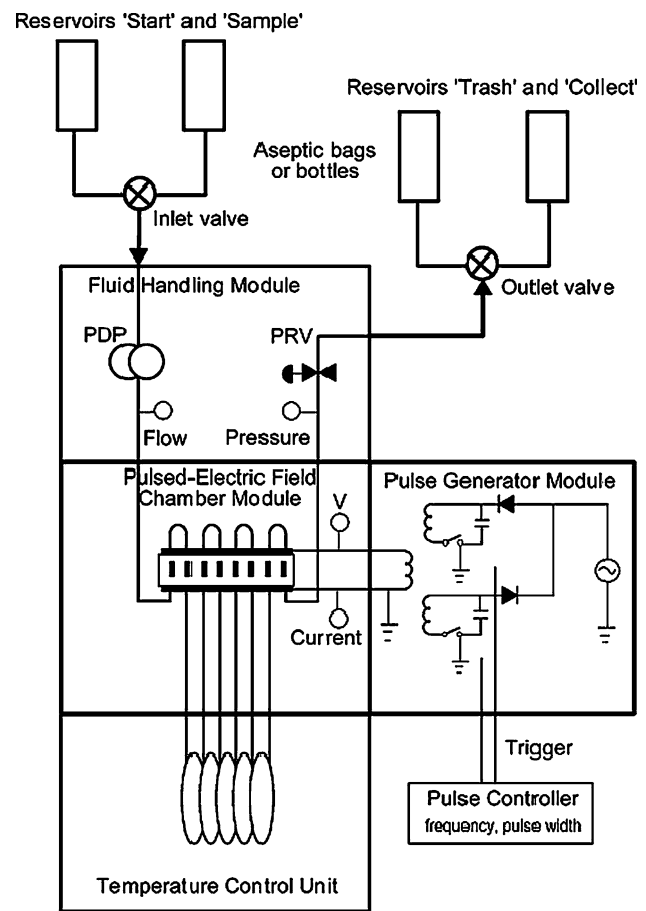 Reservoirs 'Start' and 'Sample'
Reservoirs 'Trash' and 'Collect'
Aseptic bags
or bottles
Inlet valve
Outlet valve
Fluid Handling Module
PDP
PRV
Flow
Pressure
Pulsed-Electric Field
Chamber Module
Pulse Generator Module
V
Current
Trigger
Pulse Controller
frequency, pulse width
Temperature Control Unit